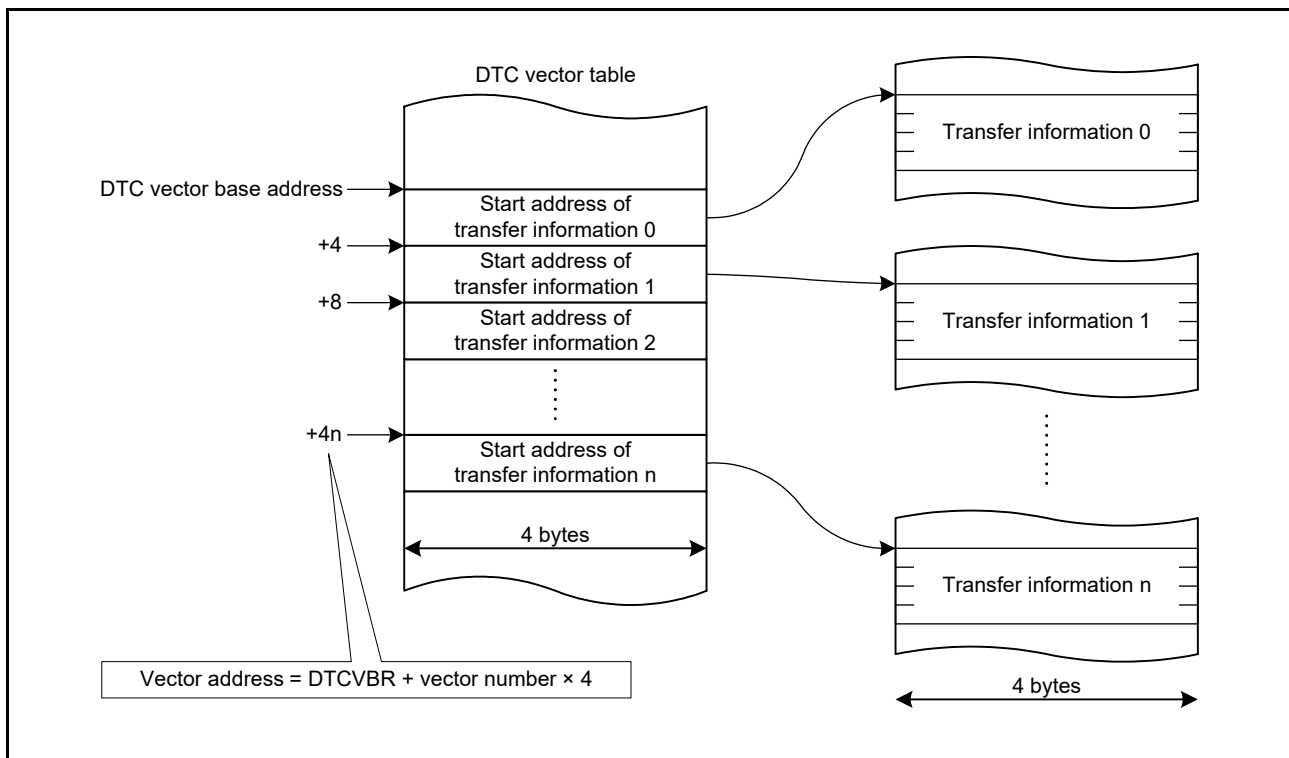 DTC vector table
DTC vector base address
Start address of
transfer information 0
+4
Start address of
transfer information 1
+8
Start address of
transfer information 2
+4n
Start address of
transfer information n
4 bytes
Vector address = DTCVBR + vector number × 4
Transfer information 0
Transfer information 1
Transfer information n
4 bytes